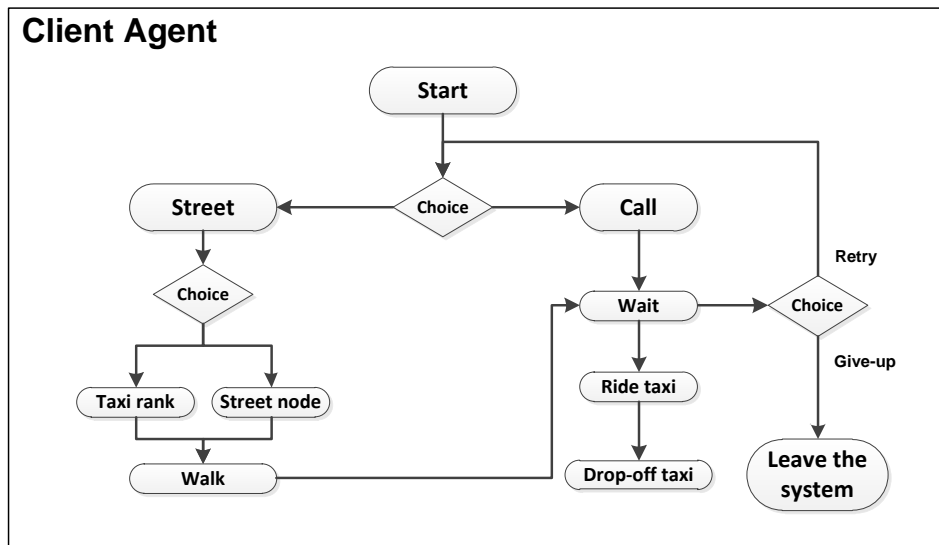 Client Agent
Start
Street
Choice
Call
Retry
Choice
Wait
Choice
Give-up
Taxi rank
Street node
Ride taxi
Walk
Drop-off taxi
Leave the
system